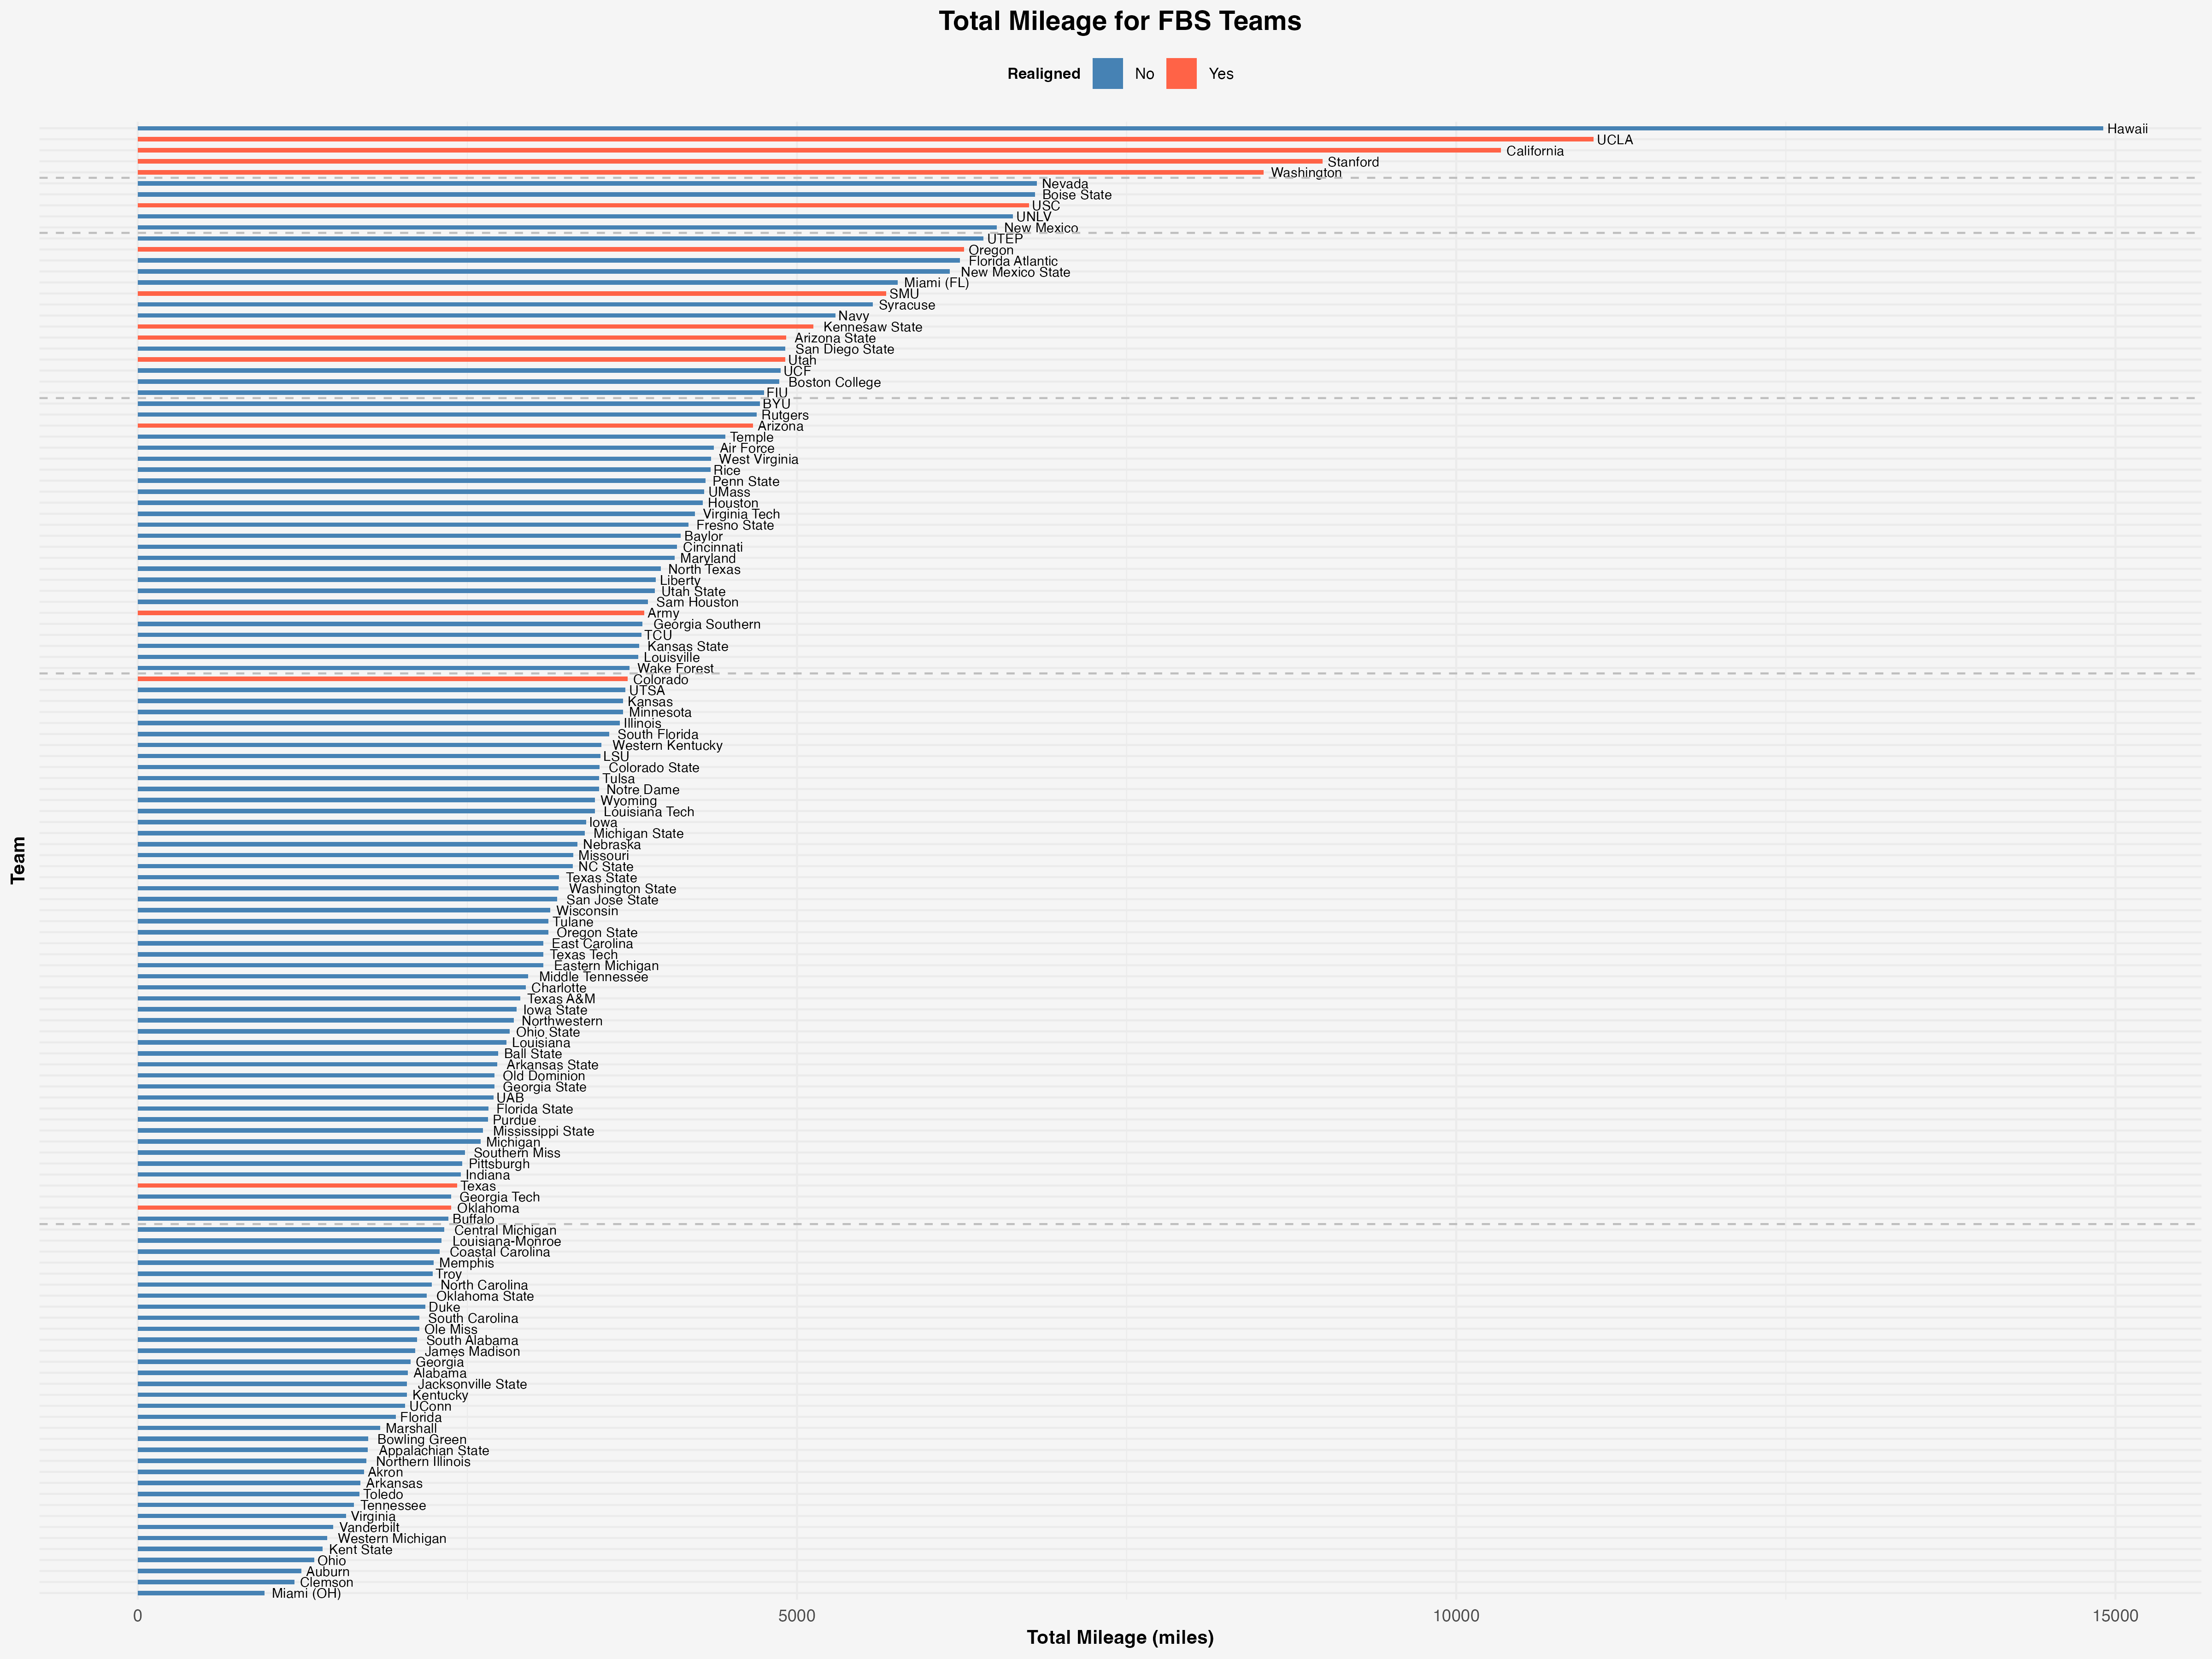 Total Mileage for FBS Teams
Realigned No Yes
Hawaii
UCLA
California
Stanford
Washington
Nevada
Boise State
USC
UNLV
New Mexico
UTEP
Oregon
Florida Atlantic
New Mexico State
Miami (FL)
SMU
Syracuse
Navy
Kennesaw State
Arizona State
San Diego State
Utah
UCF
Boston College
FIU
BYU
Rutgers
Arizona
Temple
Air Force
West Virginia
Rice
Penn State
UMass
Houston
Virginia Tech
Fresno State
Baylor
Cincinnati
Maryland
North Texas
Liberty
Utah State
Sam Houston
Army
Georgia Southern
TCU
Kansas State
Louisville
Wake Forest
Colorado
UTSA
Kansas
Minnesota
Illinois
South Florida
Western Kentucky
LSU
Colorado State
Tulsa
Notre Dame
Wyoming
Louisiana Tech
Iowa
Michigan State
Nebraska
Missouri
NC State
Texas State
Washington State
San Jose State
Wisconsin
Tulane
Oregon State
East Carolina
Texas Tech
Eastern Michigan
Middle Tennessee
Charlotte
Texas A&M
Iowa State
Northwestern
Ohio State
Louisiana
Ball State
Arkansas State
Old Dominion
Georgia State
UAB
Florida State
Purdue
Mississippi State
Michigan
Southern Miss
Pittsburgh
Indiana
Texas
Georgia Tech
Oklahoma
Buffalo
Central Michigan
Louisiana-Monroe
Coastal Carolina
Memphis
Troy
North Carolina
Oklahoma State
Duke
South Carolina
Ole Miss
South Alabama
James Madison
Georgia
Alabama
Jacksonville State
Kentucky
UConn
Florida
Marshall
Bowling Green
Appalachian State
Northern Illinois
Akron
Arkansas
Toledo
Tennessee
Virginia
Vanderbilt
Western Michigan
Kent State
Ohio
Auburn
Clemson
Miami (OH)
Team
0 5000 10000 15000
Total Mileage (miles)